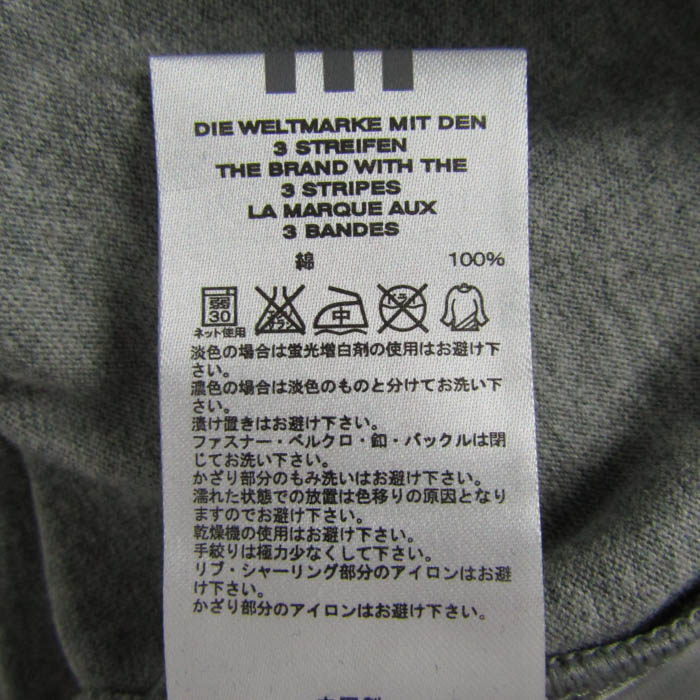 DIE WELTMARKE MIT DEN
3 STREIFEN
THE BRAND WITH THE
3 STRIPES
LA MARQUE AUX
3 BANDES
綿 100%
弱
30
中
ドライ
ネット使用
淡色の場合は蛍光増白剤の使用はお避け下
さい。
濃色の場合は淡色のものと分けてお洗い下
さい。
漬け置きはお避け下さい。
ファスナー・ベルクロ・釦・バックルは閉
じてお洗い下さい。
かざり部分のもみ洗いはお避け下さい。
濡れた状態での放置は色移りの原因となり
ますのでお避け下さい。
乾燥機の使用はお避け下さい。
手絞りは極力少なくして下さい。
リブ・シャーリング部分のアイロンはお避け
下さい。
かざり部分のアイロンはお避け下さい。